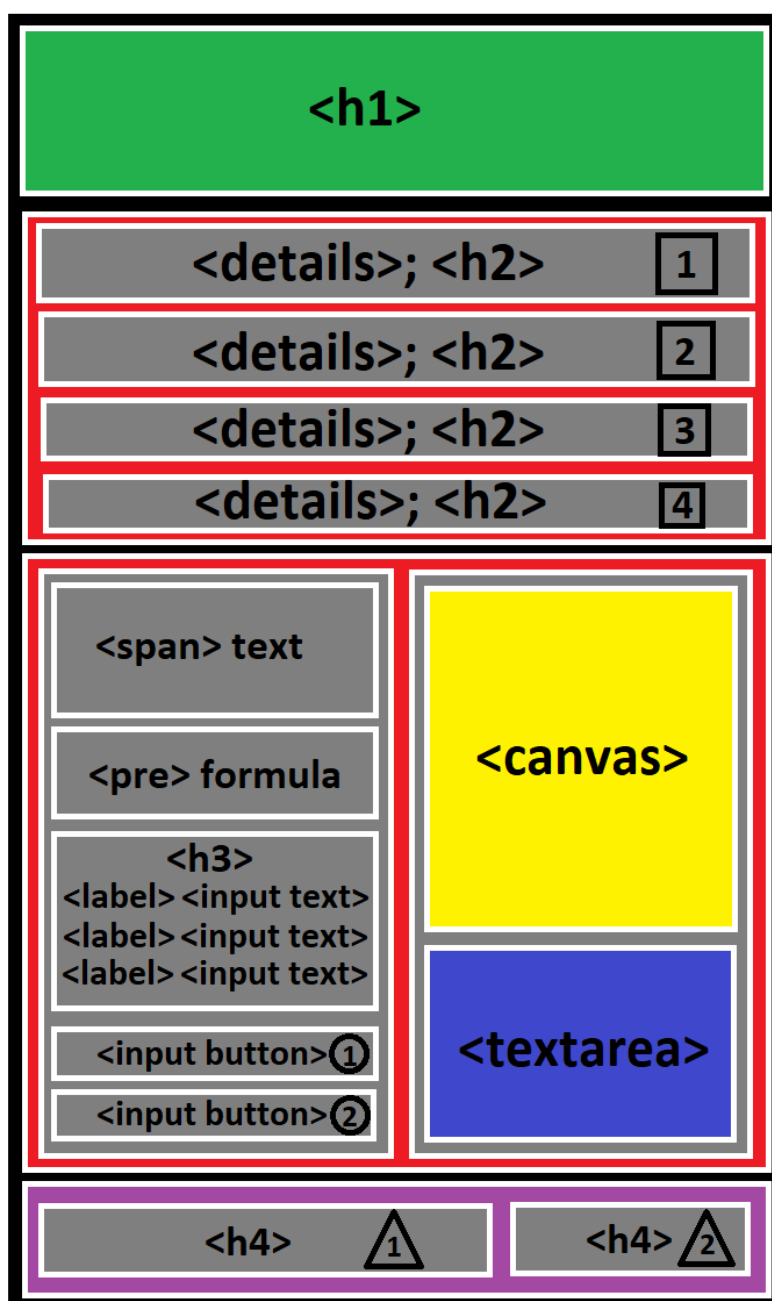 <h1>
<details>; <h2> 1
<details>; <h2> 2
<details>; <h2> 3
<details>; <h2> 4
<span> text
<pre> formula
<h3>
<label> <input text>
<label> <input text>
<label> <input text>
<input button> 1
<input button> 2
<canvas>
<textarea>
<h4> 1
<h4> 2